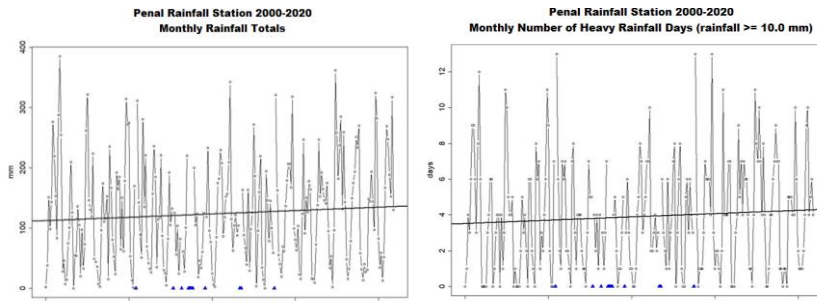 Penal Rainfall Station 2000-2020
Monthly Rainfall Totals
400
300
200
100
0
mm
Penal Rainfall Station 2000-2020
Monthly Number of Heavy Rainfall Days (rainfall >= 10.0 mm)
12
10
8
6
4
2
0
days